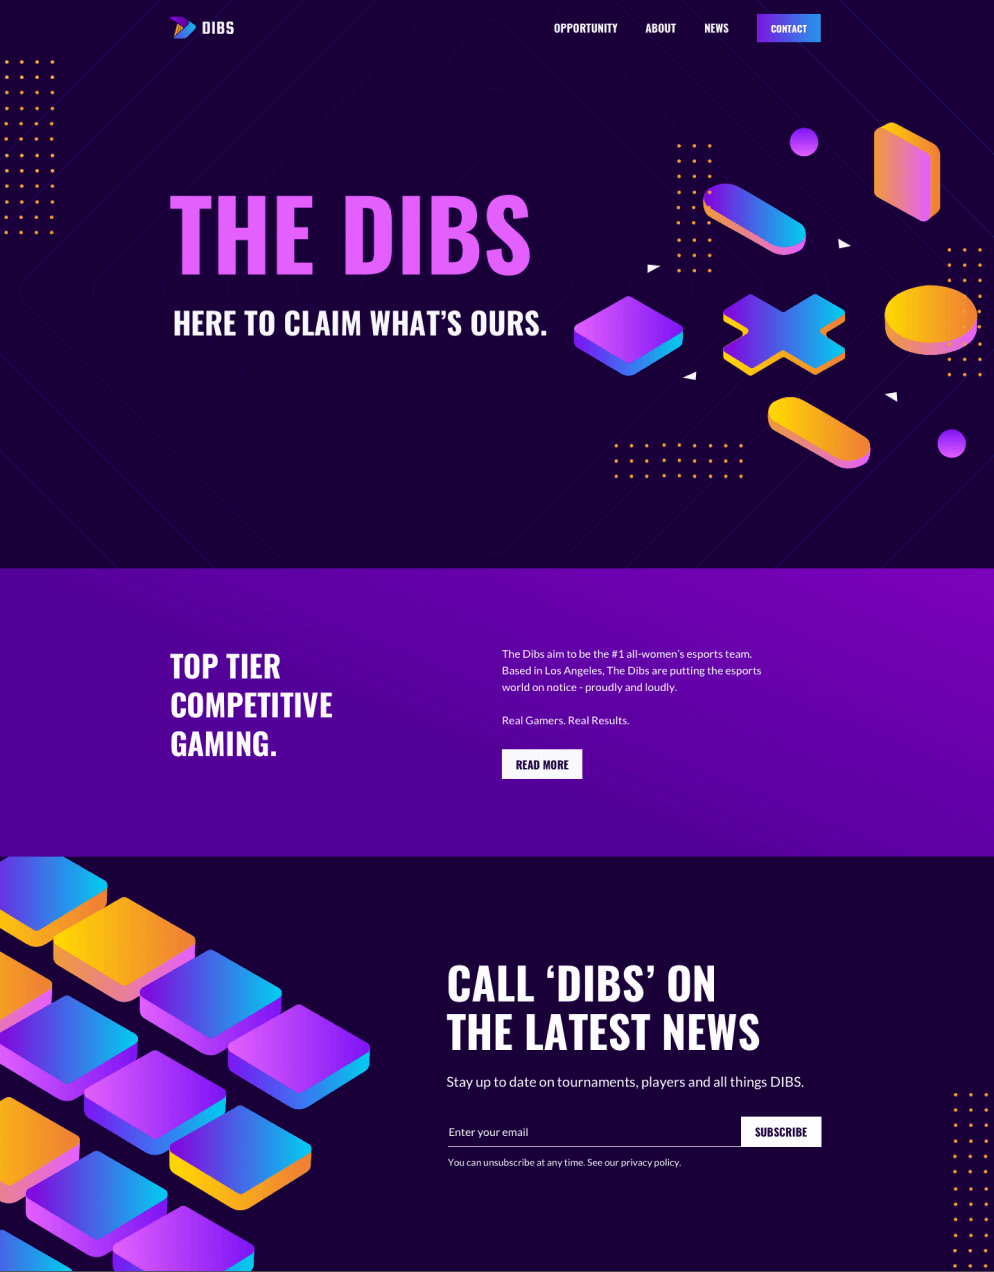 DIBS
OPPORTUNITY
ABOUT
NEWS
CONTACT
THE DIBS
HERE TO CLAIM WHAT’S OURS.
TOP TIER
COMPETITIVE
GAMING.
The Dibs aim to be the #1 all-women’s esports team.
Based in Los Angeles, The Dibs are putting the esports
world on notice - proudly and loudly.
Real Gamers. Real Results.
READ MORE
CALL ‘DIBS’ ON
THE LATEST NEWS
Stay up to date on tournaments, players and all things DIBS.
Enter your email
SUBSCRIBE
You can unsubscribe at any time. See our privacy policy.